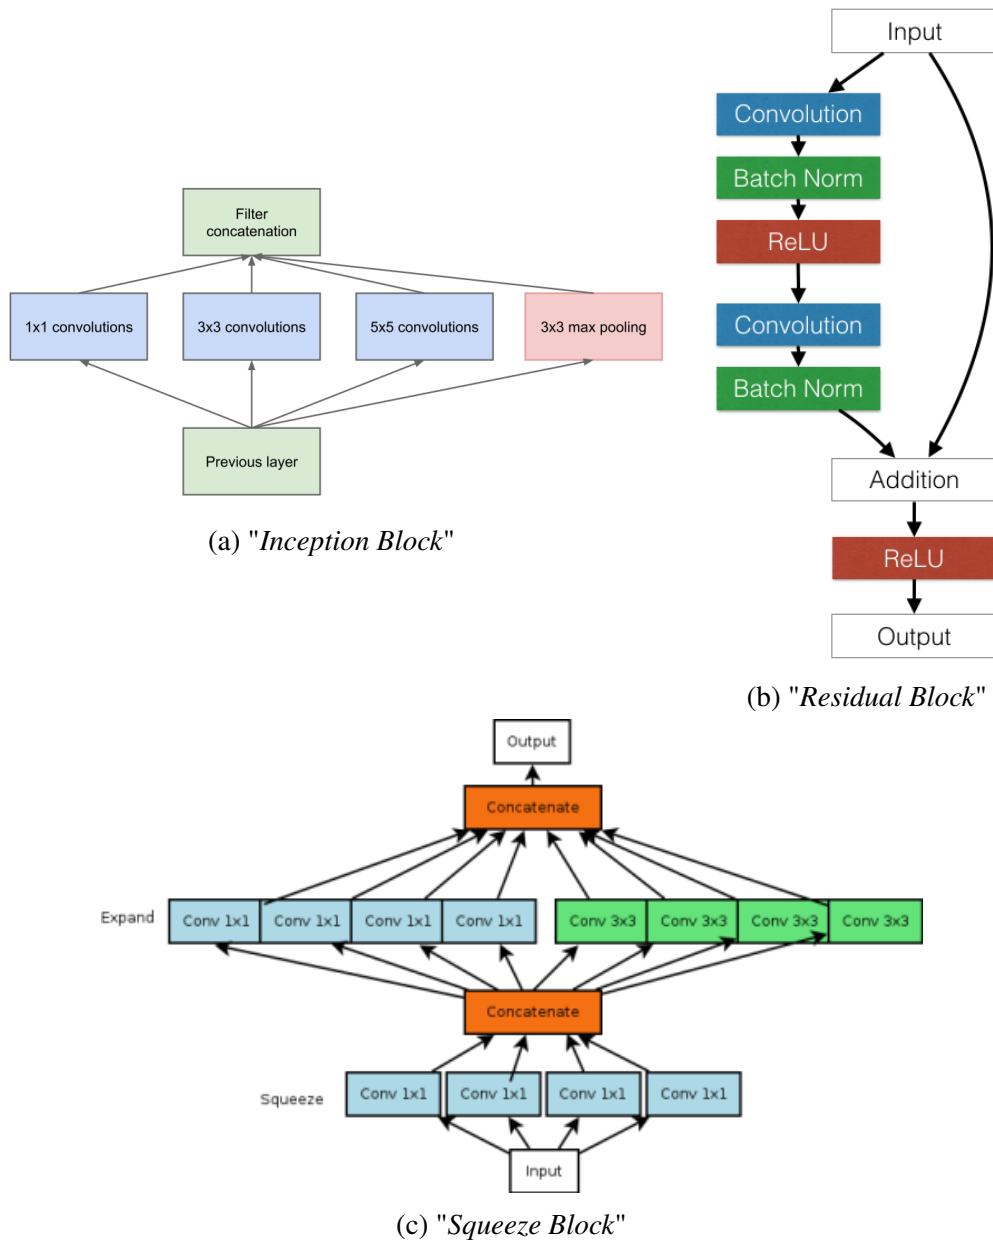 Filter
concatenation
1x1 convolutions
3x3 convolutions
5x5 convolutions
3x3 max pooling
Previous layer
(a) "Inception Block"
Input
Convolution
Batch Norm
ReLU
Convolution
Batch Norm
Addition
ReLU
Output
(b) "Residual Block"
Output
Concatenate
Expand
Conv 1x1
Conv 1x1
Conv 1x1
Conv 1x1
Conv 3x3
Conv 3x3
Conv 3x3
Conv 3x3
Concatenate
Squeeze
Conv 1x1
Conv 1x1
Conv 1x1
Conv 1x1
Input
(c) "Squeeze Block"